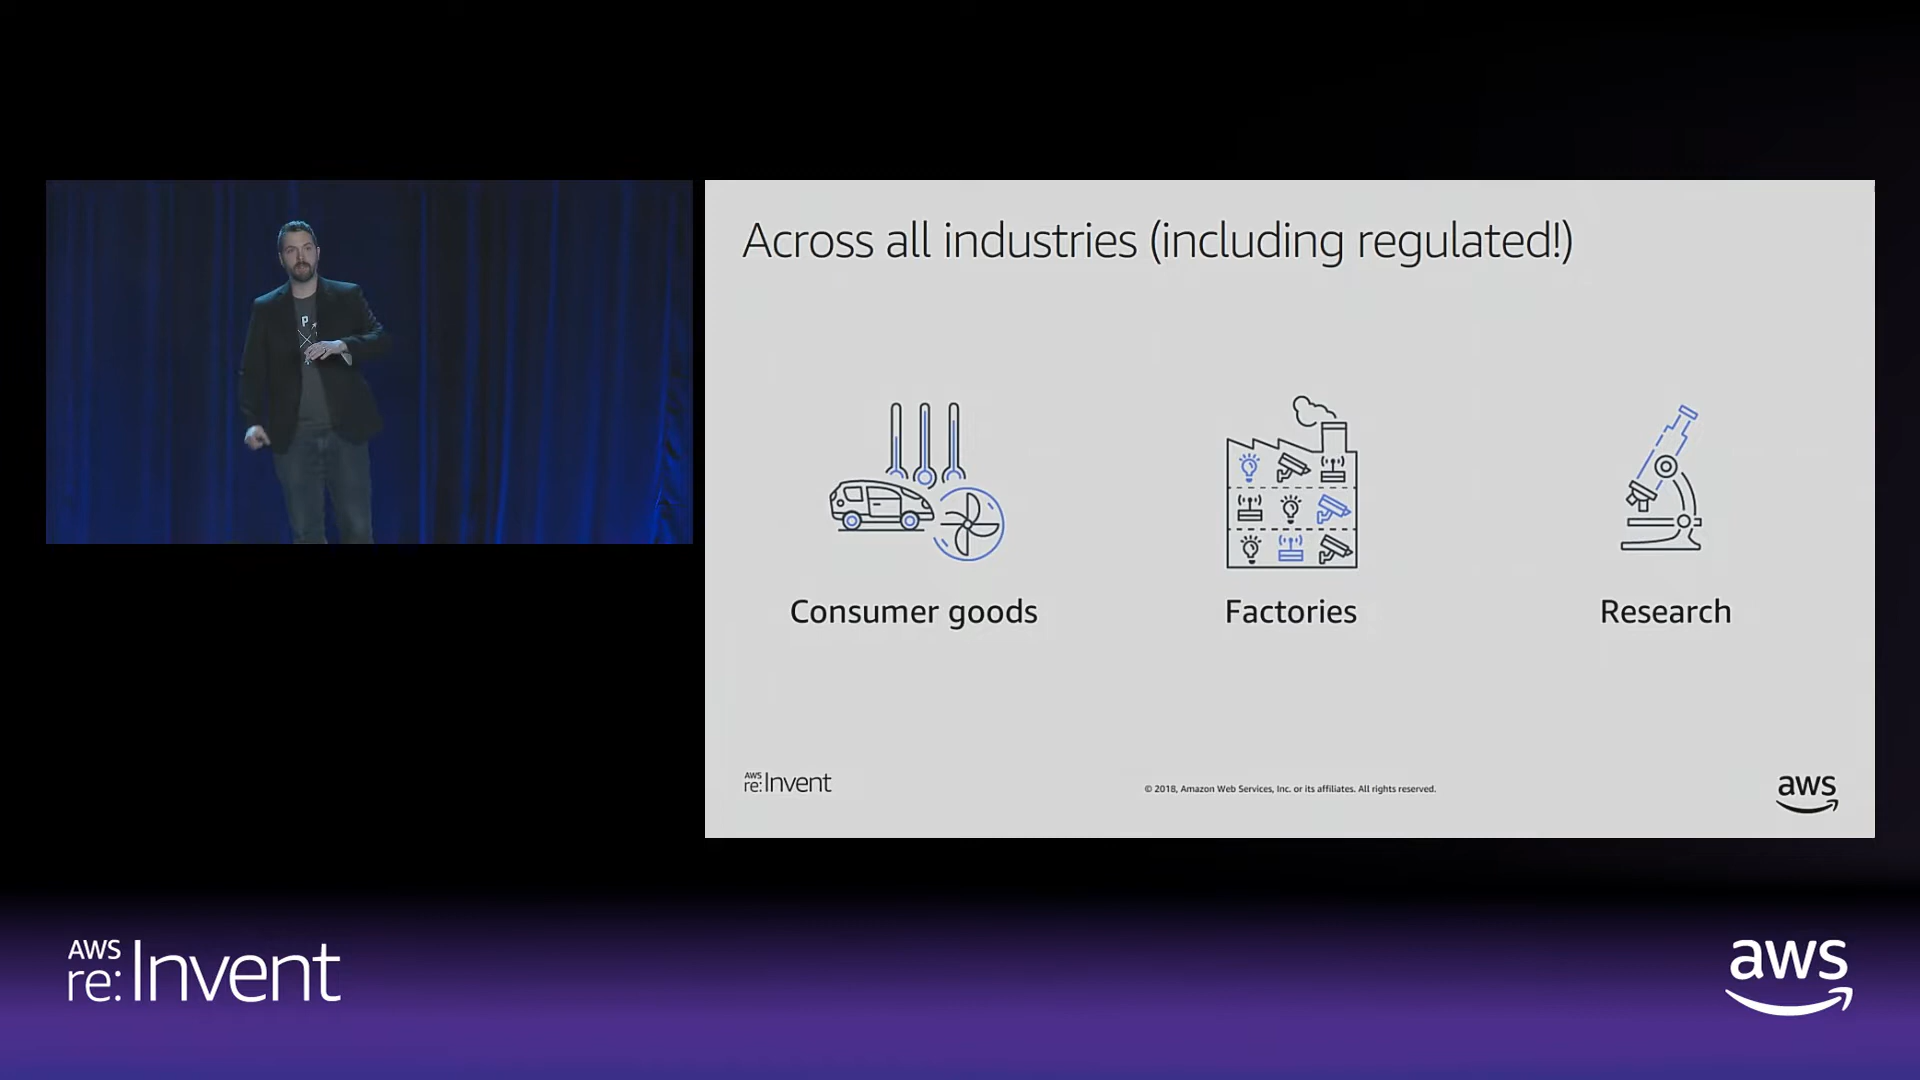 Across all industries (including regulated!)
Consumer goods
Factories
Research
AWS
re:Invent
© 2018, Amazon Web Services, Inc. or its affiliates. All rights reserved.
aws
AWS
re:Invent
aws